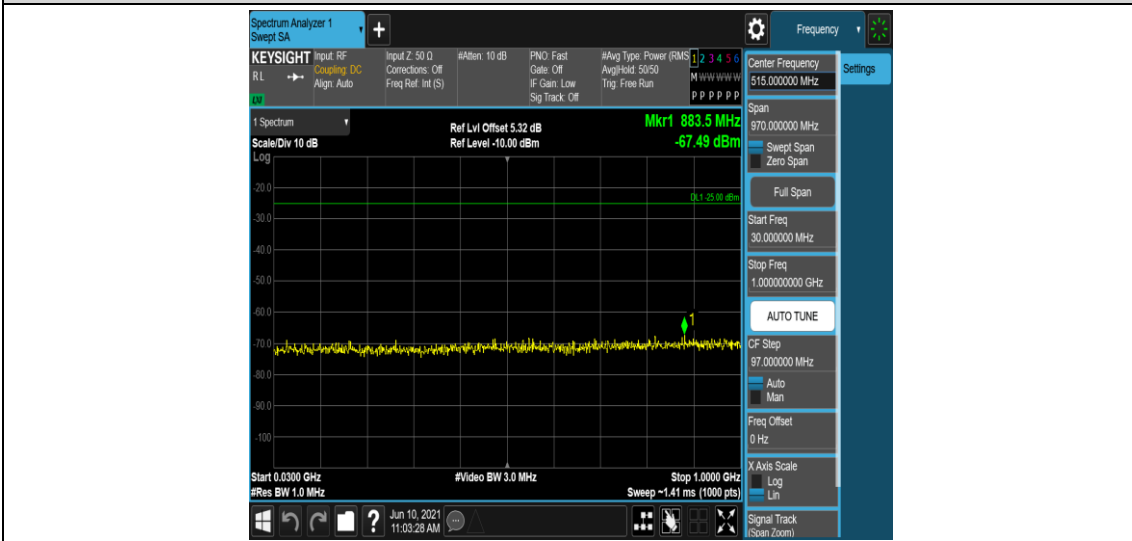 Spectrum Analyzer 1
Swept SA
+
Frequency
KEYSIGHT
RL
LXI
Input: RF
Coupling: DC
Align: Auto
Input Z: 50 Ω
Corrections: Off
Freq Ref: Int (S)
#Atten: 10 dB
PNO: Fast
Gate: Off
IF Gain: Low
Sig Track: Off
#Avg Type: Power (RMS
Avg|Hold: 50/50
Trig: Free Run
1 2 3 4 5 6
M W W W W W
P P P P P P
1 Spectrum
Scale/Div 10 dB
Log
Ref Lvl Offset 5.32 dB
Ref Level -10.00 dBm
Mkr1 883.5 MHz
-67.49 dBm
-20.0
DL1 -25.00 dBm
-30.0
-40.0
-50.0
-60.0
1
-70.0
-80.0
-90.0
-100
Start 0.0300 GHz
#Res BW 1.0 MHz
#Video BW 3.0 MHz
Stop 1.0000 GHz
Sweep ~1.41 ms (1000 pts)
?
Jun 10, 2021
11:03:28 AM
Center Frequency
515.000000 MHz
Settings
Span
970.000000 MHz
Swept Span
Zero Span
Full Span
Start Freq
30.000000 MHz
Stop Freq
1.000000000 GHz
AUTO TUNE
CF Step
97.000000 MHz
Auto
Man
Freq Offset
0 Hz
X Axis Scale
Log
Lin
Signal Track
(Span Zoom)